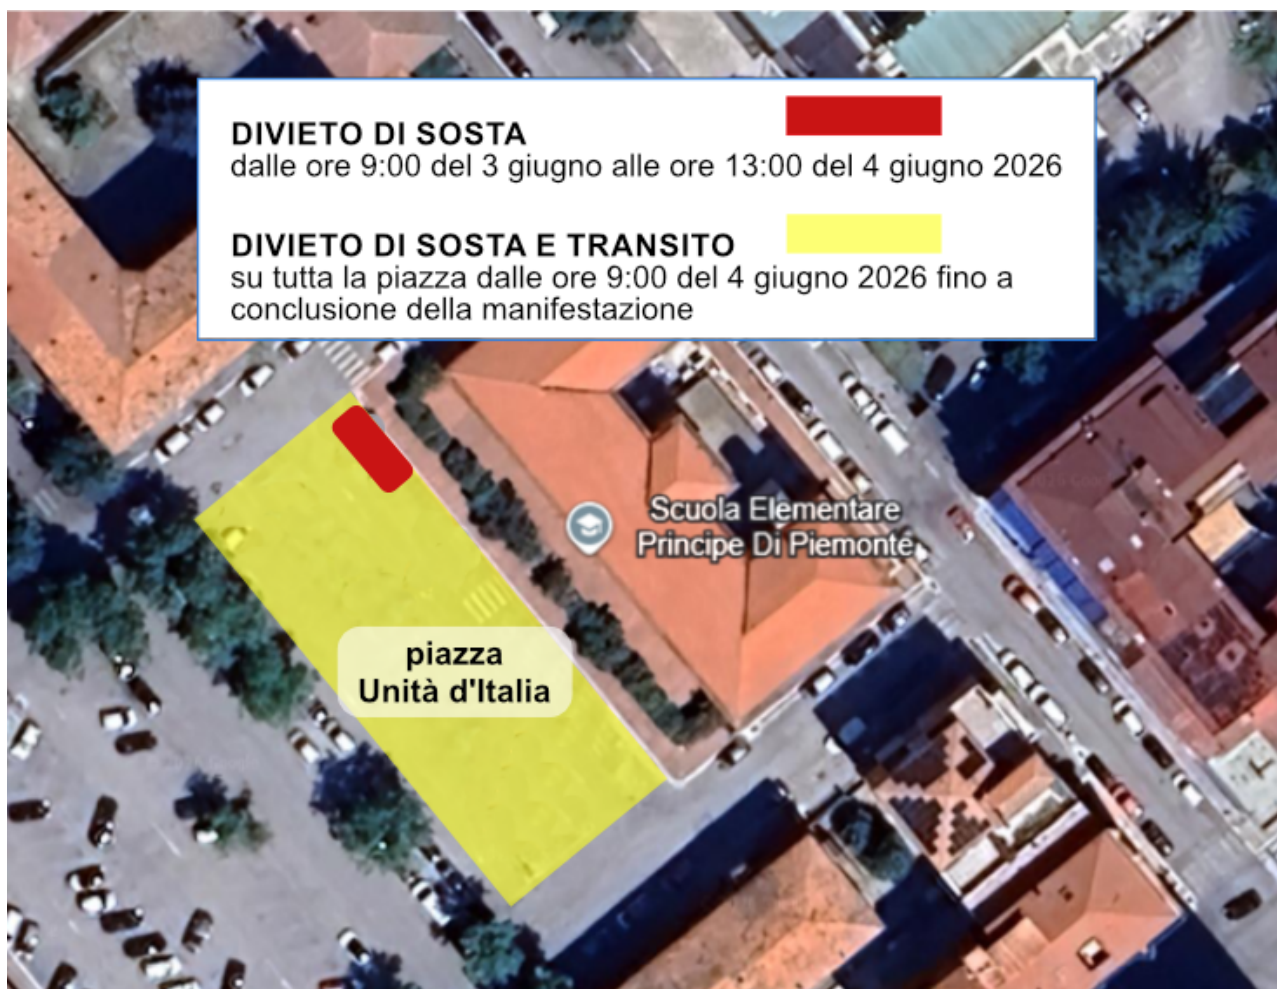 DIVIETO DI SOSTA
dalle ore 9:00 del 3 giugno alle ore 13:00 del 4 giugno 2026
DIVIETO DI SOSTA E TRANSITO
su tutta la piazza dalle ore 9:00 del 4 giugno 2026 fino a
conclusione della manifestazione
Scuola Elementare
Principe Di Piemonte
piazza
Unità d'Italia